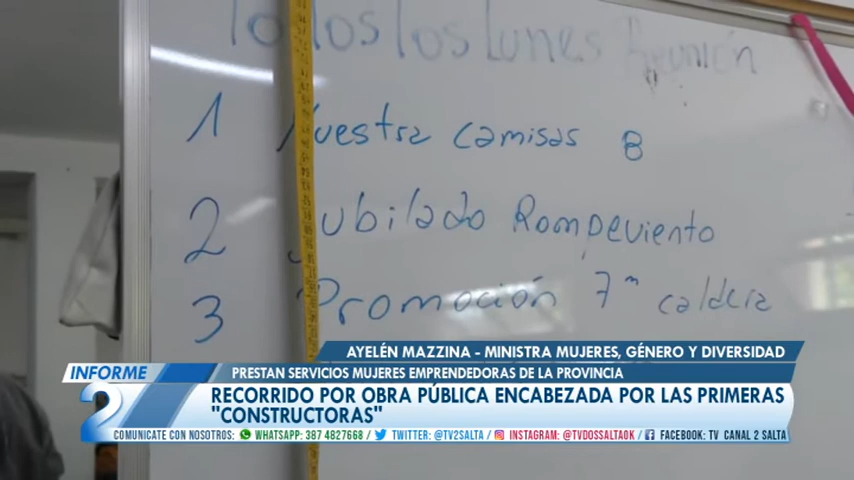 Todos los Lunes Reunión
1 Nuestra camisas 8
2 Jubilado Rompeviento
3 Promoción 7m caldera
AYELÉN MAZZINA - MINISTRA MUJERES, GÉNERO Y DIVERSIDAD
INFORME
2
PRESTAN SERVICIOS MUJERES EMPRENDEDORAS DE LA PROVINCIA
RECORRIDO POR OBRA PÚBLICA ENCABEZADA POR LAS PRIMERAS
"CONSTRUCTORAS"
COMUNICATE CON NOSOTROS: WHATSAPP: 387 4827668 / TWITTER: @TV2SALTA / INSTAGRAM: @TVDOSSALTAOK / FACEBOOK: TV CANAL 2 SALTA